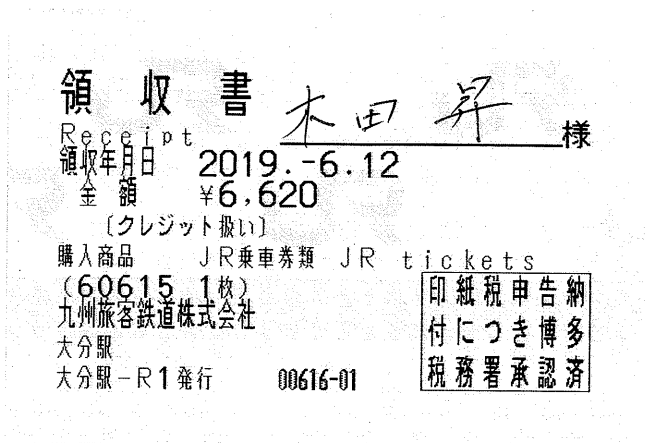 領収書
木田 昇 様
Receipt
領収年月日 2019.-6.12
金額 ¥6,620
〔クレジット扱い〕
購入商品 JR乗車券類 JR tickets
(60615 1枚)
九州旅客鉄道株式会社
大分駅
大分駅-R1発行 00616-01
印紙税申告納
付につき博多
税務署承認済